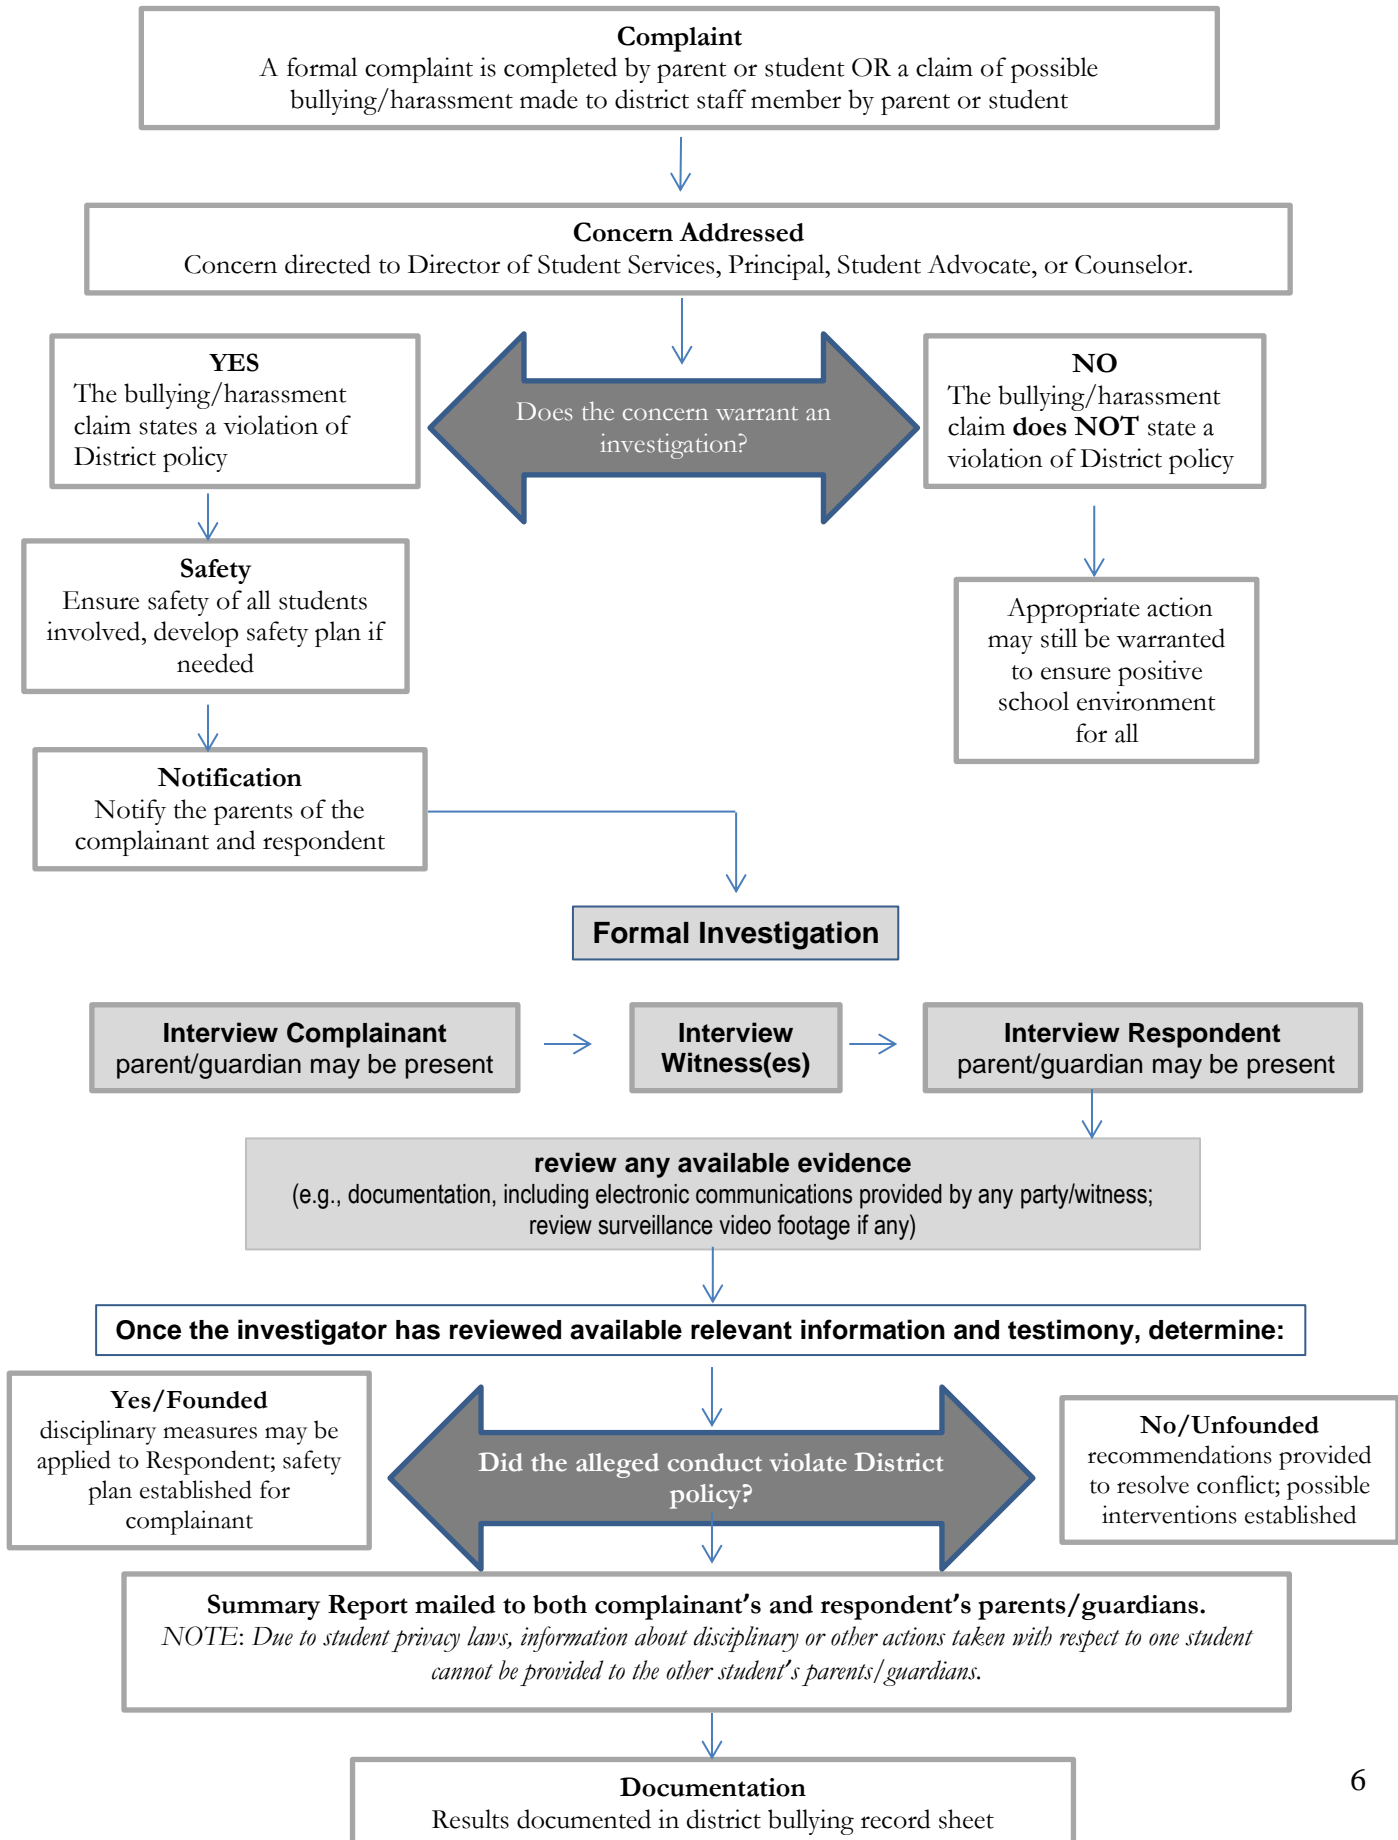 Complaint
A formal complaint is completed by parent or student OR a claim of possible
bullying/harassment made to district staff member by parent or student
Concern Addressed
Concern directed to Director of Student Services, Principal, Student Advocate, or Counselor.
YES
The bullying/harassment
claim states a violation of
District policy
Does the concern warrant an
investigation?
NO
The bullying/harassment
claim does NOT state a
violation of District policy
Safety
Ensure safety of all students
involved, develop safety plan if
needed
Appropriate action
may still be warranted
to ensure positive
school environment
for all
Notification
Notify the parents of the
complainant and respondent
Formal Investigation
Interview Complainant
parent/guardian may be present
Interview
Witness(es)
Interview Respondent
parent/guardian may be present
review any available evidence
(e.g., documentation, including electronic communications provided by any party/witness;
review surveillance video footage if any)
Once the investigator has reviewed available relevant information and testimony, determine:
Yes/Founded
disciplinary measures may be
applied to Respondent; safety
plan established for
complainant
Did the alleged conduct violate District
policy?
No/Unfounded
recommendations provided
to resolve conflict; possible
interventions established
Summary Report mailed to both complainant's and respondent's parents/guardians.
NOTE: Due to student privacy laws, information about disciplinary or other actions taken with respect to one student
cannot be provided to the other student's parents/guardians.
Documentation
Results documented in district bullying record sheet
6